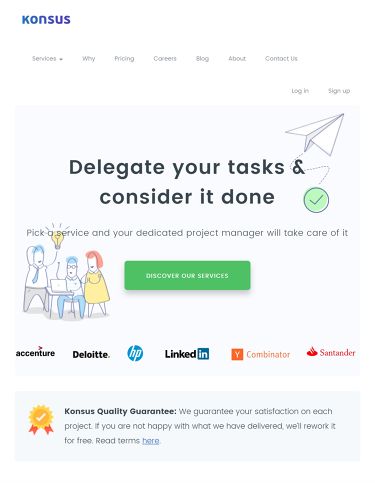 Konsus
Services Why Pricing Careers Blog About Contact Us
Log in Sign up
Delegate your tasks &
consider it done
Pick a service and your dedicated project manager will take care of it
DISCOVER OUR SERVICES
accenture Deloitte. hp Linked in Y Combinator Santander
Konsus Quality Guarantee: We guarantee your satisfaction on each
project. If you are not happy with what we have delivered, we'll rework it
for free. Read terms here.